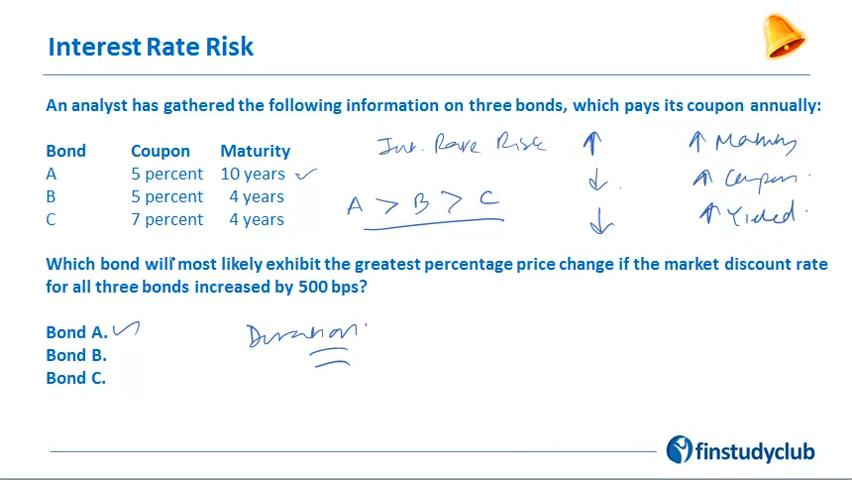 Interest Rate Risk
An analyst has gathered the following information on three bonds, which pays its coupon annually:
Bond Coupon Maturity
A 5 percent 10 years
B 5 percent 4 years
C 7 percent 4 years
Int. Rate Risk ↑ ↑ Maturity
↓ ↑ Coupon
↓ ↑ Yield
A > B > C
Which bond will most likely exhibit the greatest percentage price change if the market discount rate
for all three bonds increased by 500 bps?
Bond A.
Bond B.
Bond C.
Duration
finstudyclub